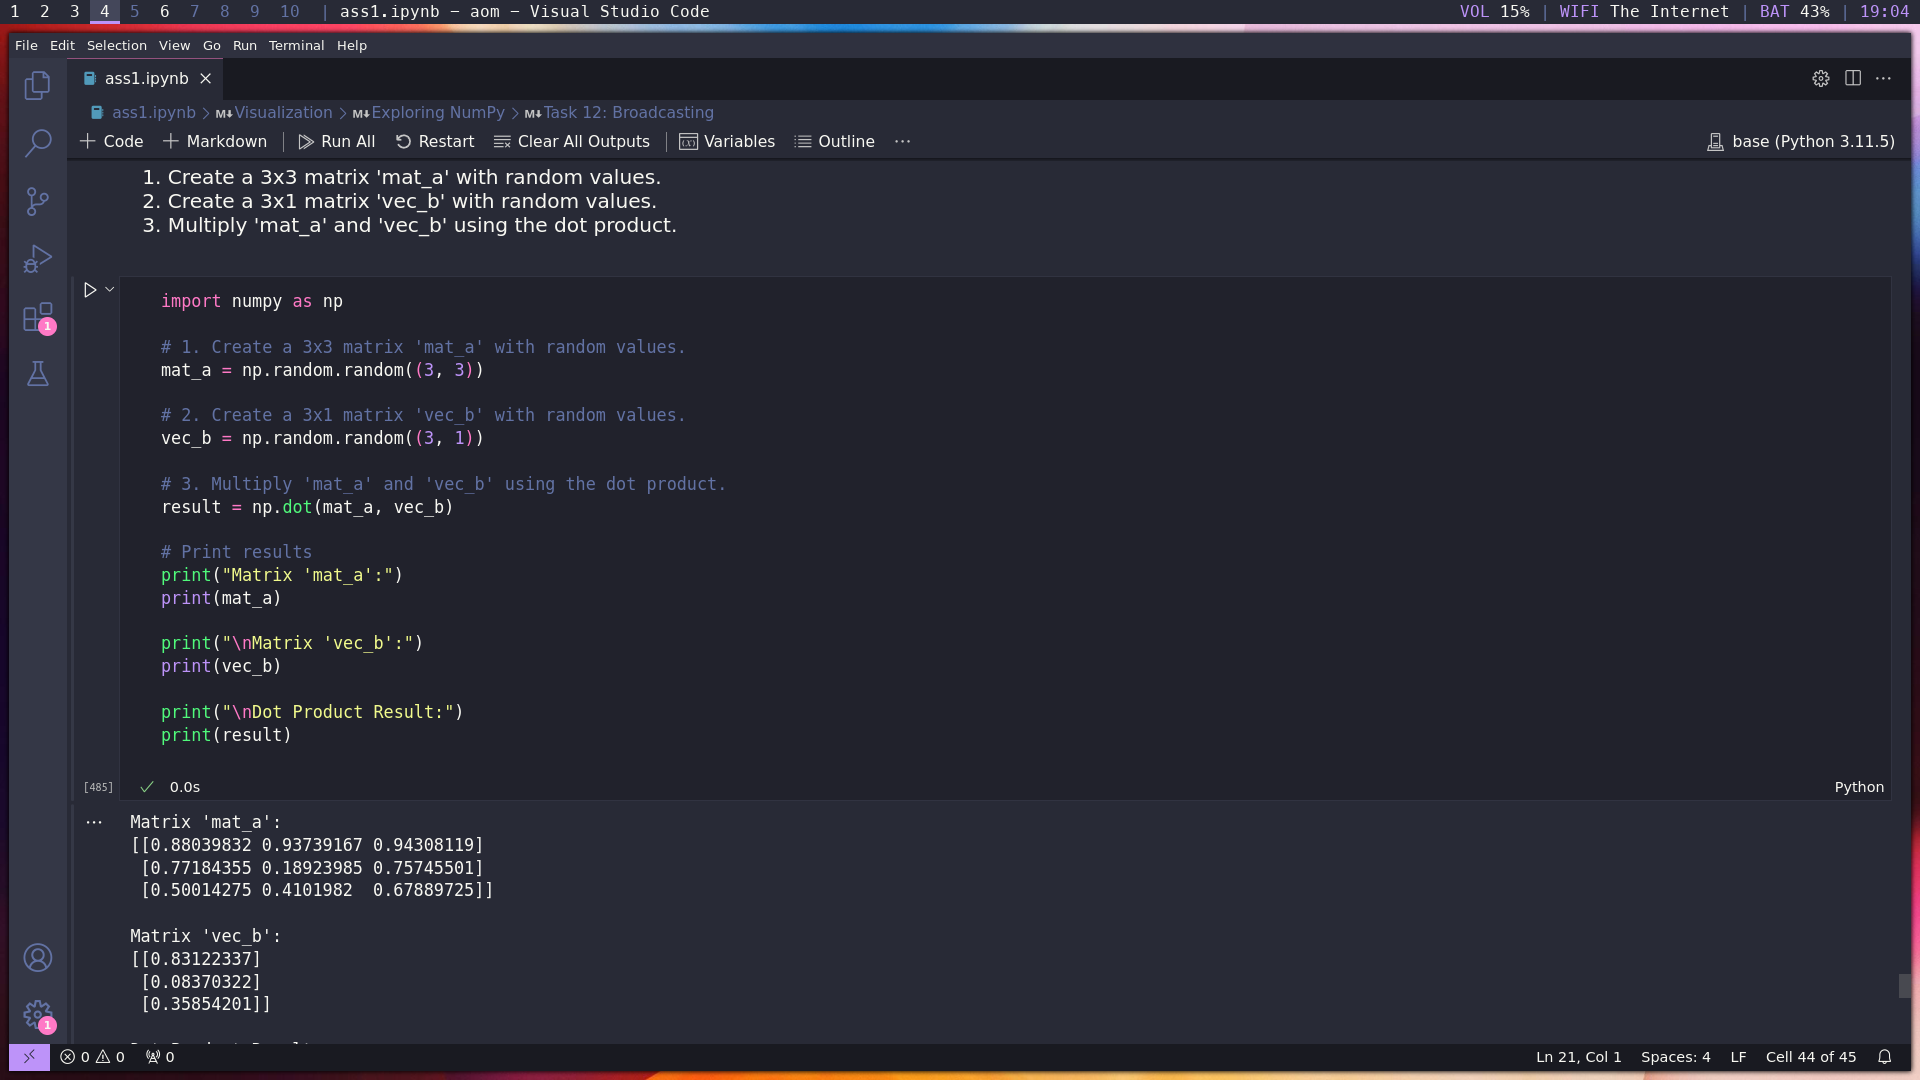 1 2 3 4 5 6 7 8 9 10 | ass1.ipynb — aom — Visual Studio Code VOL 15% | WIFI The Internet | BAT 43% | 19:04
File Edit Selection View Go Run Terminal Help
ass1.ipynb
ass1.ipynb > M↓Visualization > M↓Exploring NumPy > M↓Task 12: Broadcasting
Code Markdown | Run All Restart Clear All Outputs | Variables Outline ... base (Python 3.11.5)
1. Create a 3x3 matrix 'mat_a' with random values.
2. Create a 3x1 matrix 'vec_b' with random values.
3. Multiply 'mat_a' and 'vec_b' using the dot product.
import numpy as np
# 1. Create a 3x3 matrix 'mat_a' with random values.
mat_a = np.random.random((3, 3))
# 2. Create a 3x1 matrix 'vec_b' with random values.
vec_b = np.random.random((3, 1))
# 3. Multiply 'mat_a' and 'vec_b' using the dot product.
result = np.dot(mat_a, vec_b)
# Print results
print("Matrix 'mat_a':")
print(mat_a)
print("\nMatrix 'vec_b':")
print(vec_b)
print("\nDot Product Result:")
print(result)
[485] 0.0s Python
Matrix 'mat_a':
[[0.88039832 0.93739167 0.94308119]
[0.77184355 0.18923985 0.75745501]
[0.50014275 0.4101982  0.67889725]]
Matrix 'vec_b':
[[0.83122337]
[0.08370322]
[0.35854201]]
1
1
0 0 0 Ln 21, Col 1 Spaces: 4 LF Cell 44 of 45